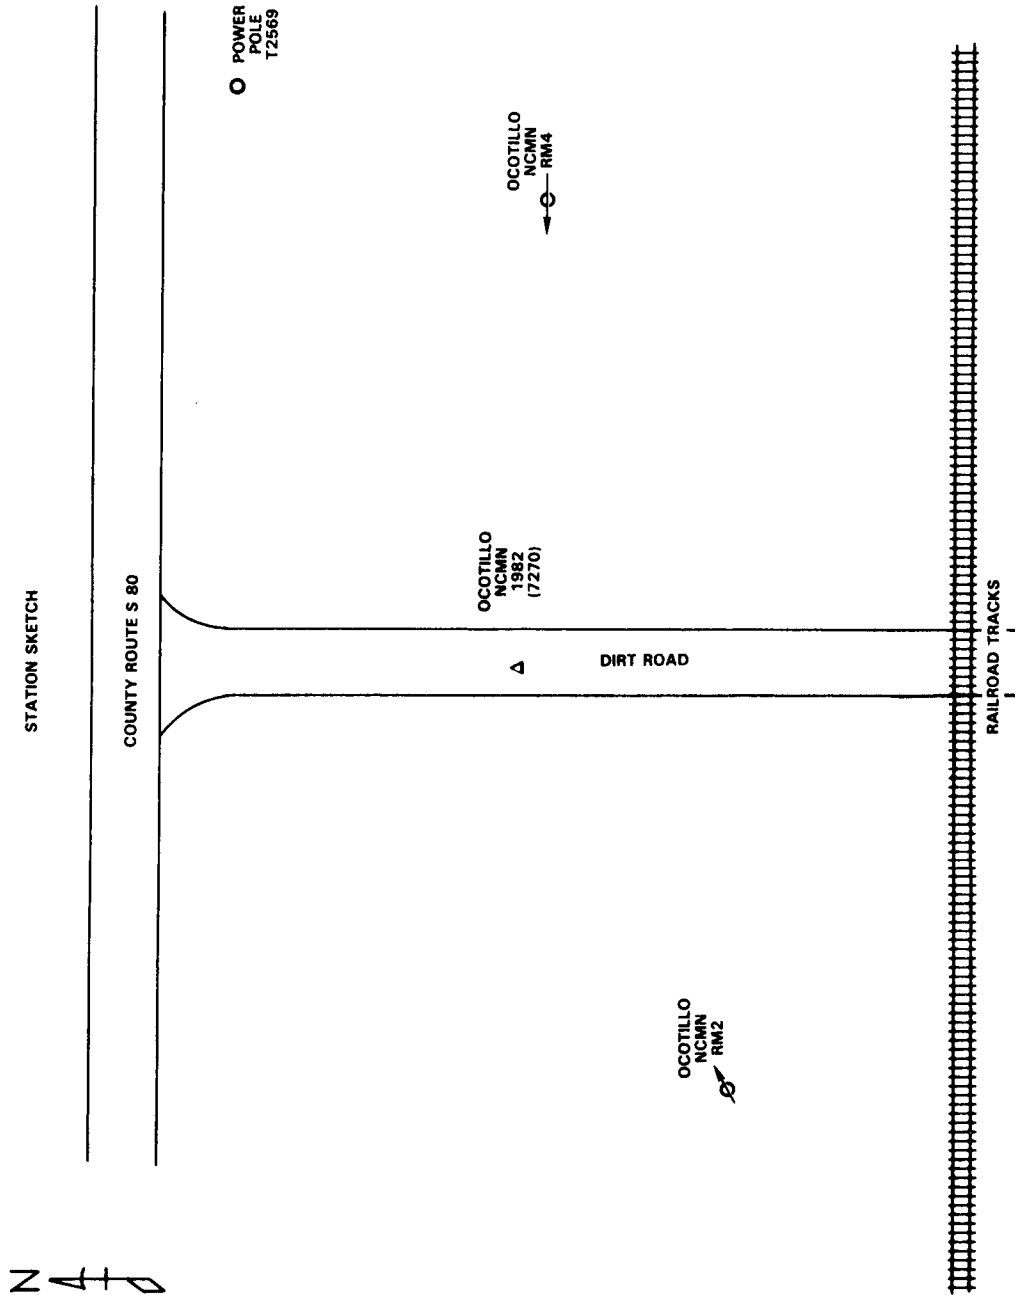 STATION SKETCH
N
COUNTY ROUTE S 80
POWER
POLE
T2569
OCOTILLO
NCMN
1982
(7270)
OCOTILLO
NCMN
RM4
DIRT ROAD
OCOTILLO
NCMN
RM2
RAILROAD TRACKS